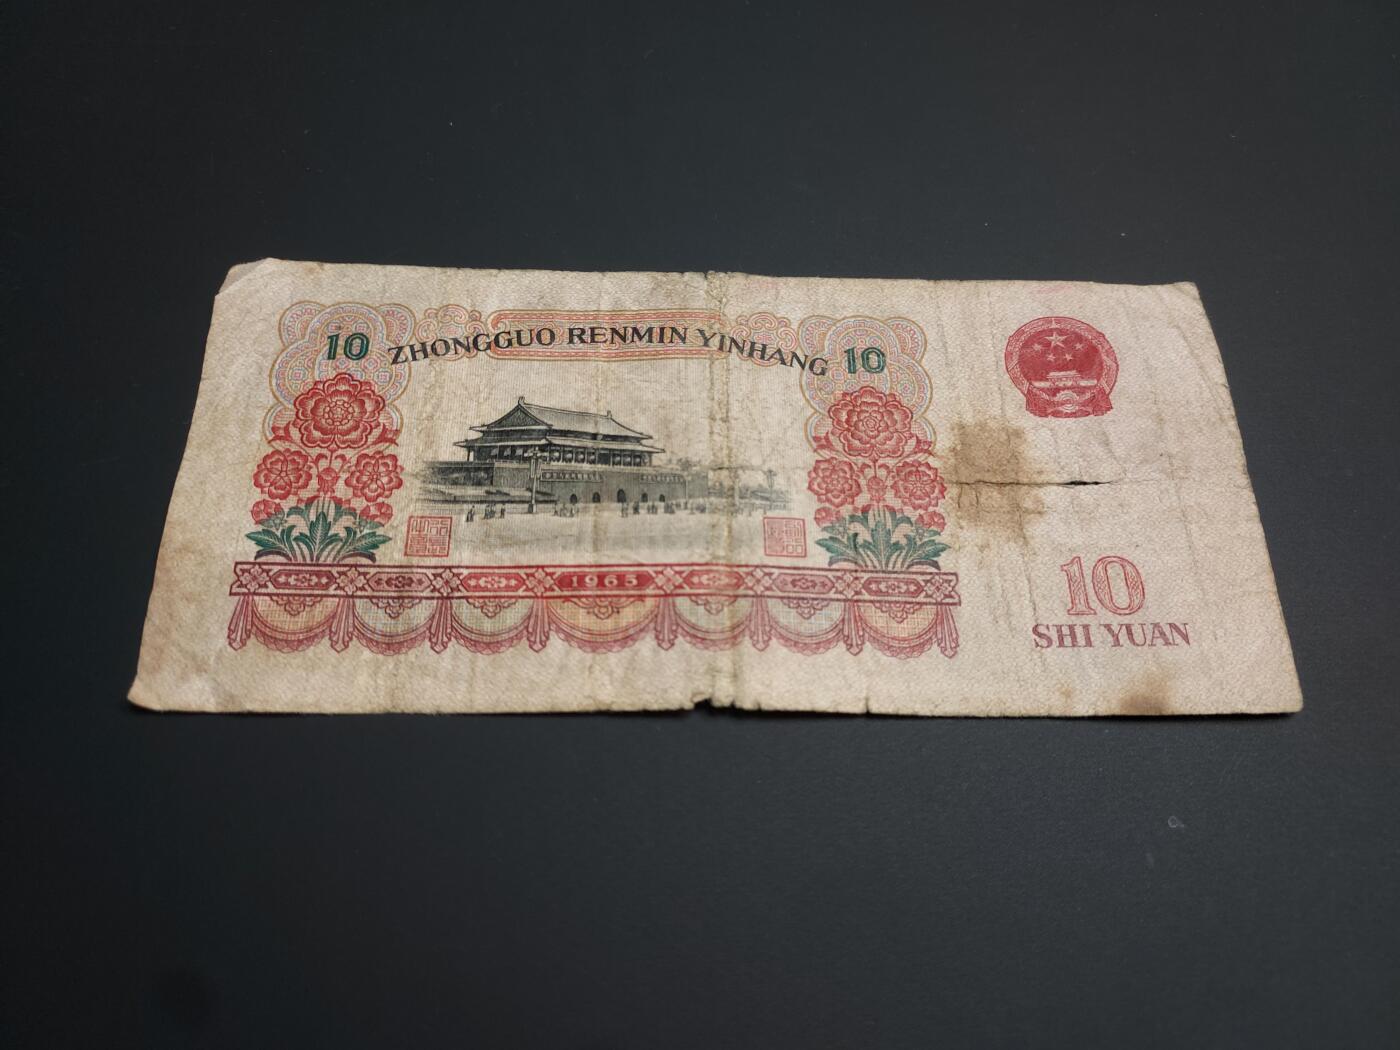 10 ZHONGGUO RENMIN YINHANG 10
1965
10
SHI YUAN